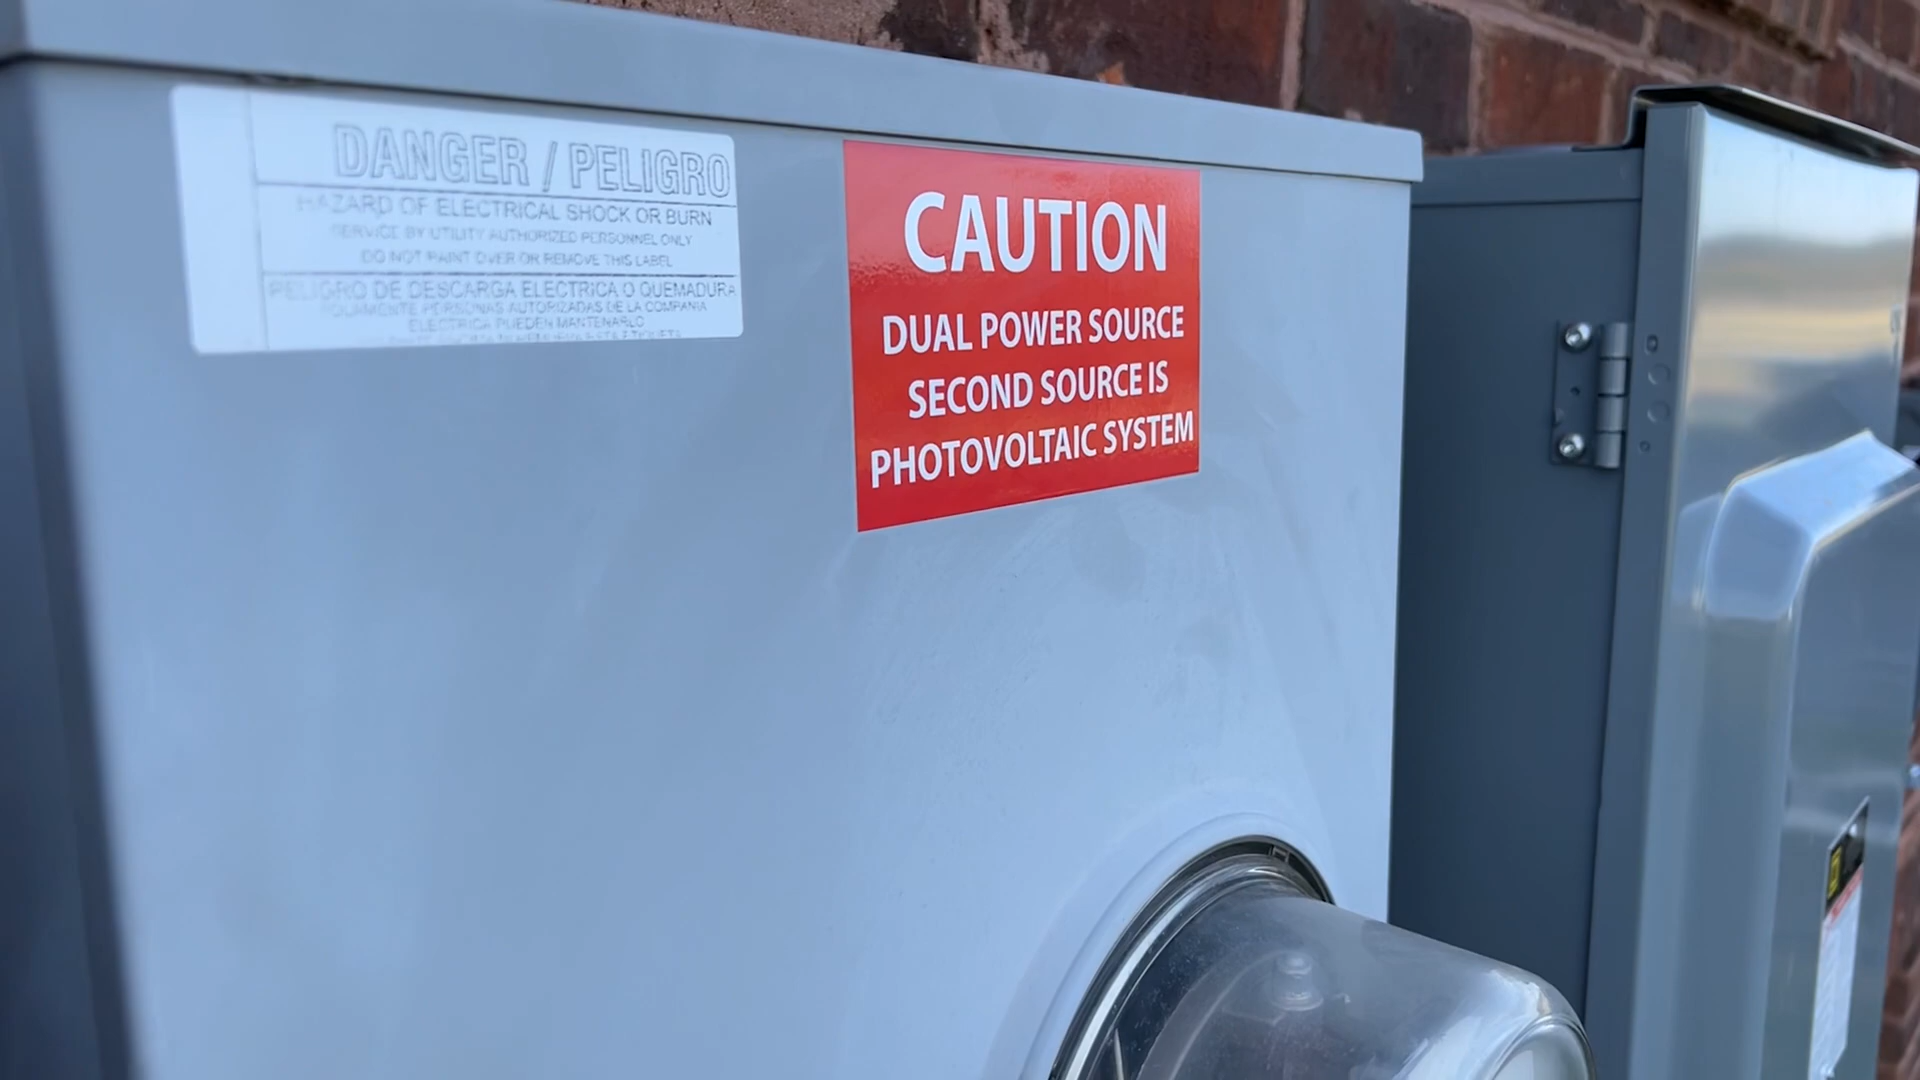 DANGER / PELIGRO
HAZARD OF ELECTRICAL SHOCK OR BURN
SERVICE BY UTILITY AUTHORIZED PERSONNEL ONLY
DO NOT PAINT OVER OR REMOVE THIS LABEL
PELIGRO DE DESCARGA ELECTRICA O QUEMADURA
SOLAMENTE PERSONAS AUTORIZADAS DE LA COMPANIA
ELECTRICA PUEDEN MANTENARLO
CAUTION
DUAL POWER SOURCE
SECOND SOURCE IS
PHOTOVOLTAIC SYSTEM